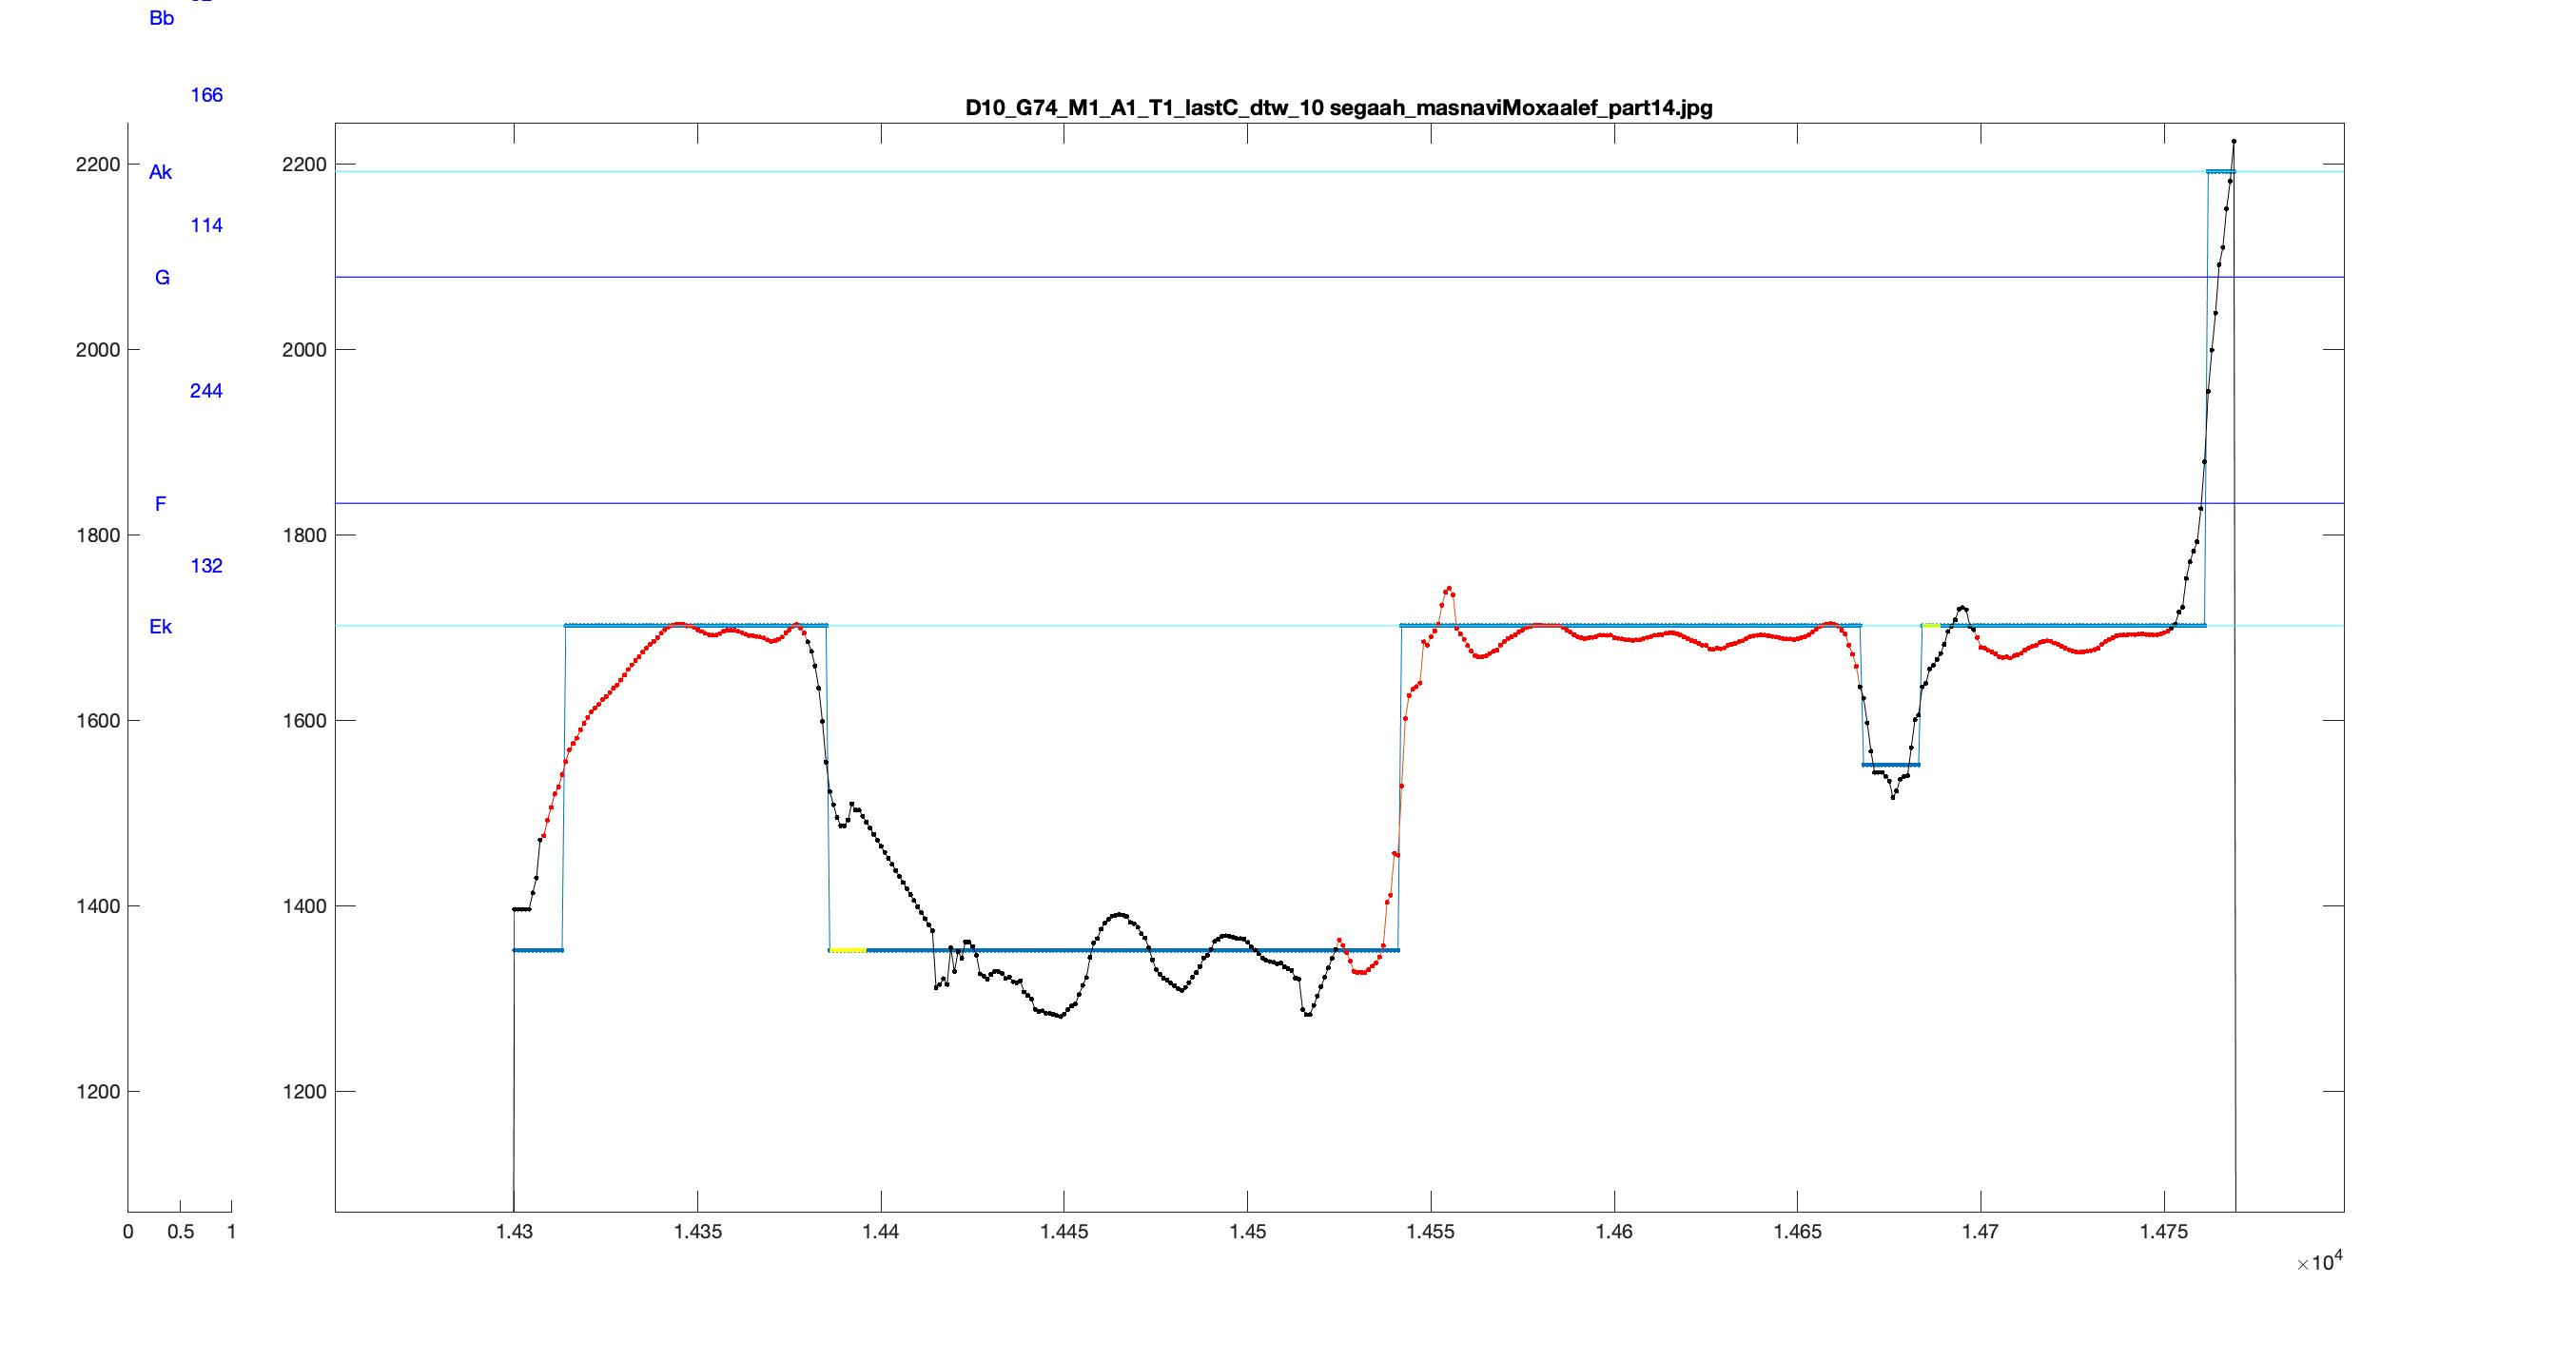 Bb
166
D10_G74_M1_A1_T1_lastC_dtw_10 segaah_masnaviMoxaalef_part14.jpg
2200 Ak 2200
114
G
2000 2000
244
F
1800 1800
132
Ek
1600 1600
1400 1400
1200 1200
0 0.5 1 1.43 1.435 1.44 1.445 1.45 1.455 1.46 1.465 1.47 1.475
×10^4